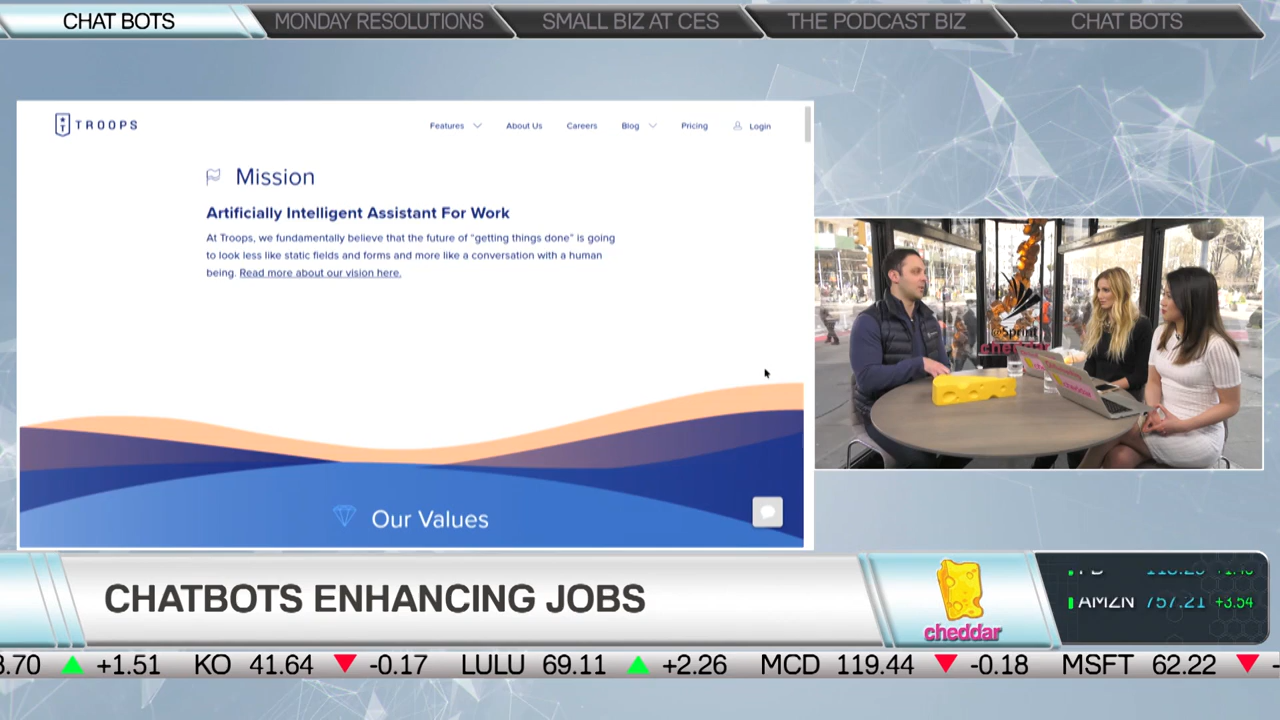 CHAT BOTS
MONDAY RESOLUTIONS
SMALL BIZ AT CES
THE PODCAST BIZ
CHAT BOTS
TROOPS
Features
About Us
Careers
Blog
Pricing
Login
Mission
Artificially Intelligent Assistant For Work
At Troops, we fundamentally believe that the future of “getting things done” is going
to look less like static fields and forms and more like a conversation with a human
being. Read more about our vision here.
Sprint
cheddar
Our Values
CHATBOTS ENHANCING JOBS
cheddar
AMZN 757.21 +3.54
3.70 +1.51 KO 41.64 -0.17 LULU 69.11 +2.26 MCD 119.44 -0.18 MSFT 62.22 -